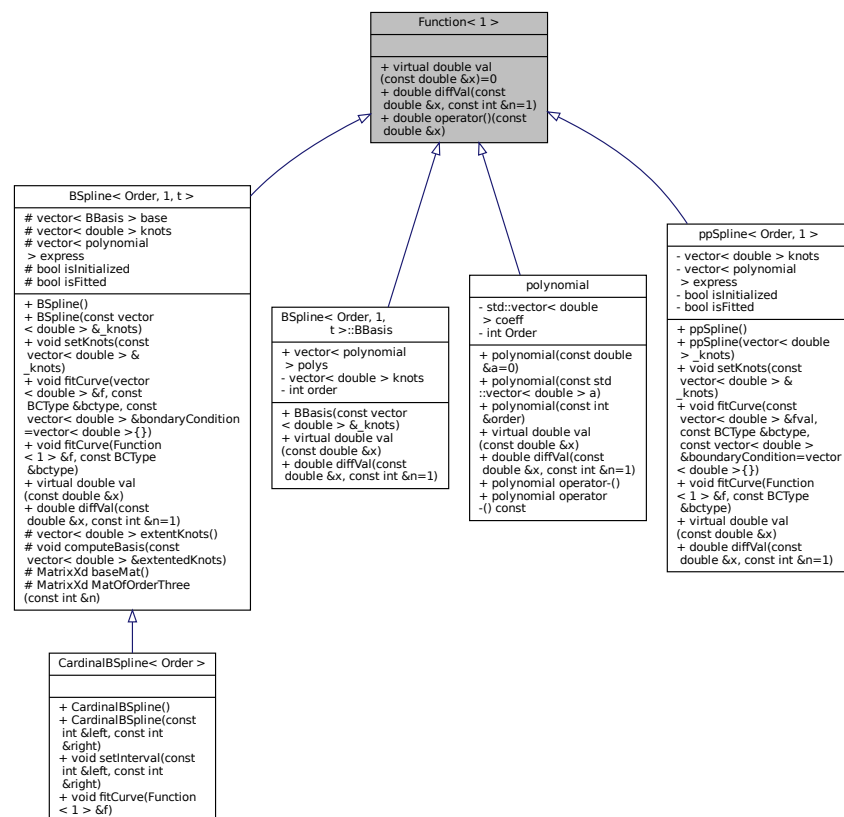 Function< 1 >
+ virtual double val
(const double &x)=0
+ double diffVal(const
double &x, const int &n=1)
+ double operator()(const
double &x)
BSpline< Order, 1, t >
# vector< BBasis > base
# vector< double > knots
# vector< polynomial
> express
# bool isInitialized
# bool isFitted
+ BSpline()
+ BSpline(const vector
< double > &_knots)
+ void setKnots(const
vector< double > &
_knots)
+ void fitCurve(vector
< double > &f, const
BCType &bctype, const
vector< double > &bondaryCondition
=vector< double >{})
+ void fitCurve(Function
< 1 > &f, const BCType
&bctype)
+ virtual double val
(const double &x)
+ double diffVal(const
double &x, const int &n=1)
# vector< double > extentKnots()
# void computeBasis(const
vector< double > &extentedKnots)
# MatrixXd baseMat()
# MatrixXd MatOfOrderThree
(const int &n)
BSpline< Order, 1,
t >::BBasis
+ vector< polynomial
> polys
- vector< double > knots
- int order
+ BBasis(const vector
< double > &_knots)
+ virtual double val
(const double &x)
+ double diffVal(const
double &x, const int &n=1)
polynomial
- std::vector< double
> coeff
- int Order
+ polynomial(const double
&a=0)
+ polynomial(const std
::vector< double > a)
+ polynomial(const int
&order)
+ virtual double val
(const double &x)
+ double diffVal(const
double &x, const int &n=1)
+ polynomial operator-()
+ polynomial operator
-() const
ppSpline< Order, 1 >
- vector< double > knots
- vector< polynomial
> express
- bool isInitialized
- bool isFitted
+ ppSpline()
+ ppSpline(vector< double
> _knots)
+ void setKnots(const
vector< double > &
_knots)
+ void fitCurve(const
vector< double > &fval,
const BCType &bctype,
const vector< double >
&boundaryCondition=vector
< double >{})
+ void fitCurve(Function
< 1 > &f, const BCType
&bctype)
+ virtual double val
(const double &x)
+ double diffVal(const
double &x, const int &n=1)
CardinalBSpline< Order >
+ CardinalBSpline()
+ CardinalBSpline(const
int &left, const int
&right)
+ void setInterval(const
int &left, const int
&right)
+ void fitCurve(Function
< 1 > &f)